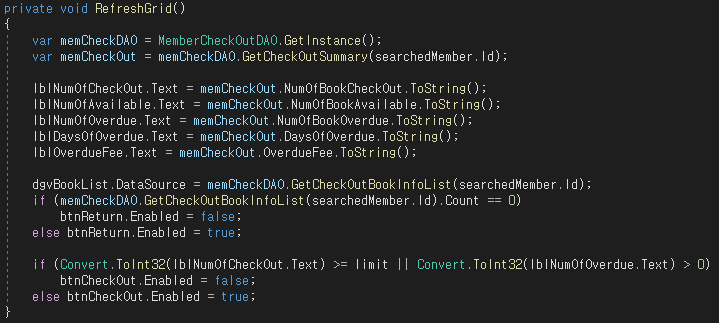 private void RefreshGrid()
{
var memCheckDAO = MemberCheckOutDAO.GetInstance();
var memCheckOut = memCheckDAO.GetCheckOutSummary(searchedMember.Id);
lblNumOfCheckOut.Text = memCheckOut.NumOfBookCheckOut.ToString();
lblNumOfAvailable.Text = memCheckOut.NumOfBookAvailable.ToString();
lblNumOfOverdue.Text = memCheckOut.NumOfBookOverdue.ToString();
lblDaysOfOverdue.Text = memCheckOut.DaysOfOverdue.ToString();
lblOverdueFee.Text = memCheckOut.OverdueFee.ToString();
dgvBookList.DataSource = memCheckDAO.GetCheckOutBookInfoList(searchedMember.Id);
if (memCheckDAO.GetCheckOutBookInfoList(searchedMember.Id).Count == 0)
btnReturn.Enabled = false;
else btnReturn.Enabled = true;
if (Convert.ToInt32(lblNumOfCheckOut.Text) >= limit || Convert.ToInt32(lblNumOfOverdue.Text) > 0)
btnCheckOut.Enabled = false;
else btnCheckOut.Enabled = true;
}